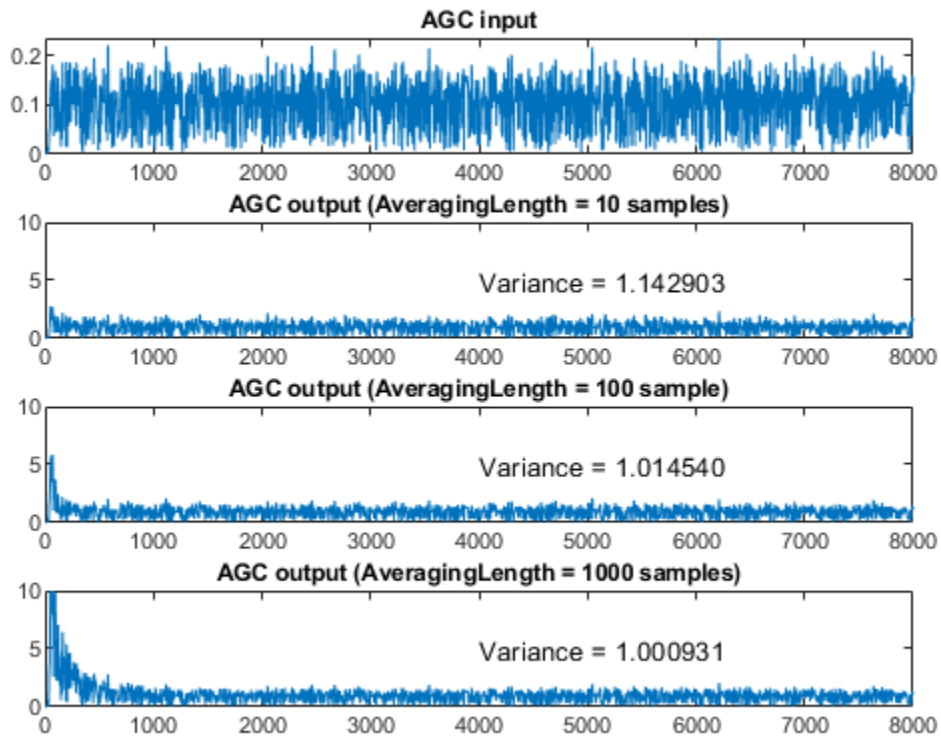 AGC input
0.2
0.1
0
0 1000 2000 3000 4000 5000 6000 7000 8000
AGC output (AveragingLength = 10 samples)
10
5
0
Variance = 1.142903
0 1000 2000 3000 4000 5000 6000 7000 8000
AGC output (AveragingLength = 100 sample)
10
5
0
Variance = 1.014540
0 1000 2000 3000 4000 5000 6000 7000 8000
AGC output (AveragingLength = 1000 samples)
10
5
0
Variance = 1.000931
0 1000 2000 3000 4000 5000 6000 7000 8000